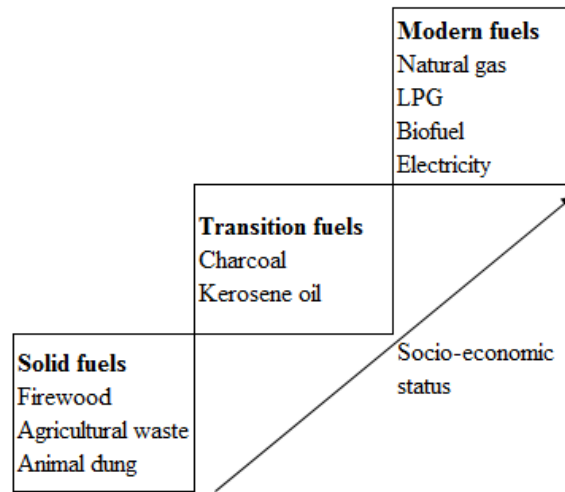 Modern fuels
Natural gas
LPG
Biofuel
Electricity
Transition fuels
Charcoal
Kerosene oil
Socio-economic
status
Solid fuels
Firewood
Agricultural waste
Animal dung